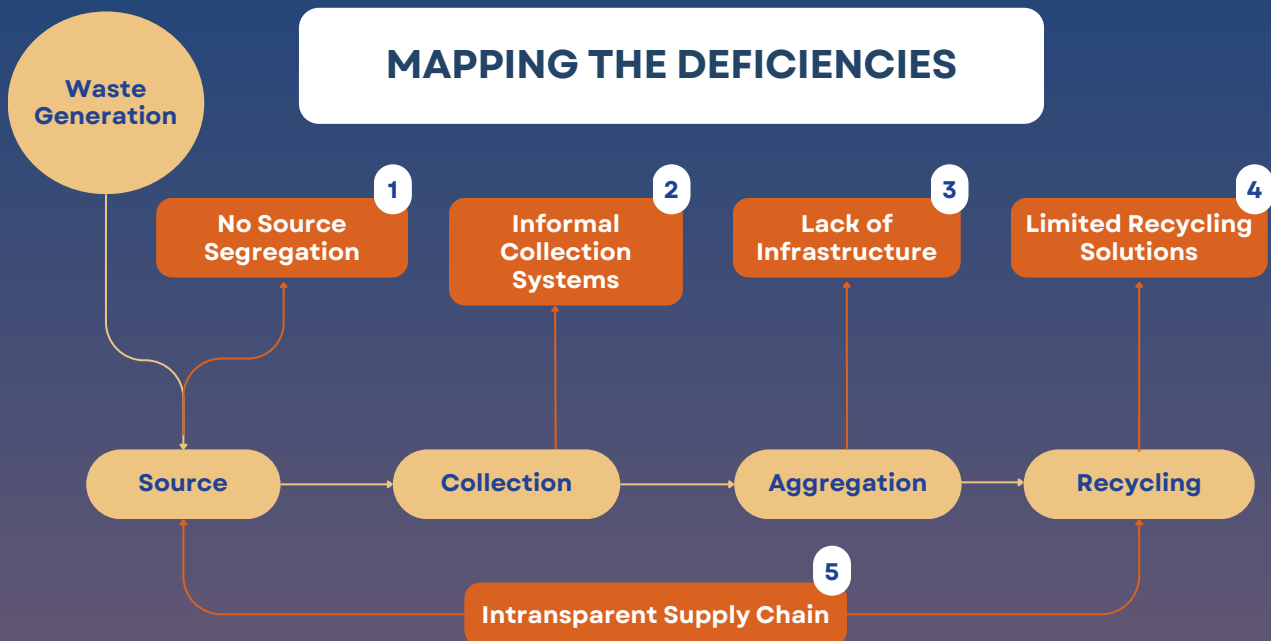 MAPPING THE DEFICIENCIES
Waste
Generation
1
No Source
Segregation
2
Informal
Collection
Systems
3
Lack of
Infrastructure
4
Limited Recycling
Solutions
Source
Collection
Aggregation
Recycling
5
Intransparent Supply Chain